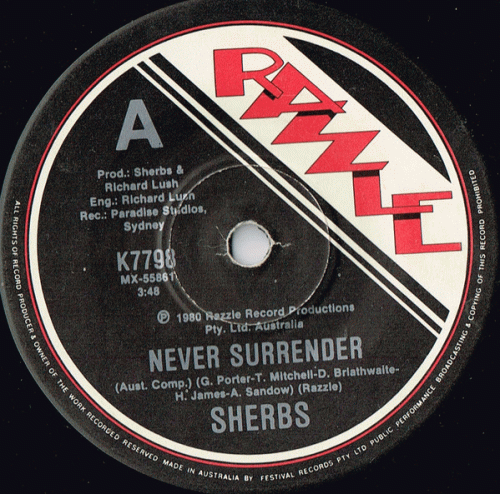 RAZZLE
A
Prod.: Sherbs &
Richard Lush
Eng.: Richard Lush
Rec.: Paradise Studios,
Sydney
K7798
MX-55861
3:48
Ⓟ 1980 Razzle Record Productions
Pty. Ltd. Australia
NEVER SURRENDER
(Aust. Comp.) (G. Porter-T. Mitchell-D. Briathwaite-
H. James-A. Sandow) (Razzle)
SHERBS
ALL RIGHTS OF RECORD PRODUCER & OWNER OF THE WORK RECORDED RESERVED MADE IN AUSTRALIA BY FESTIVAL RECORDS PTY LTD PUBLIC PERFORMANCE BROADCASTING & COPYING OF THIS RECORD PROHIBITED